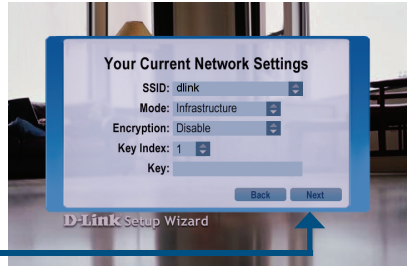 Your Current Network Settings
SSID: dlink
Mode: Infrastructure
Encryption: Disable
Key Index: 1
Key:
Back Next
D-Link Setup Wizard